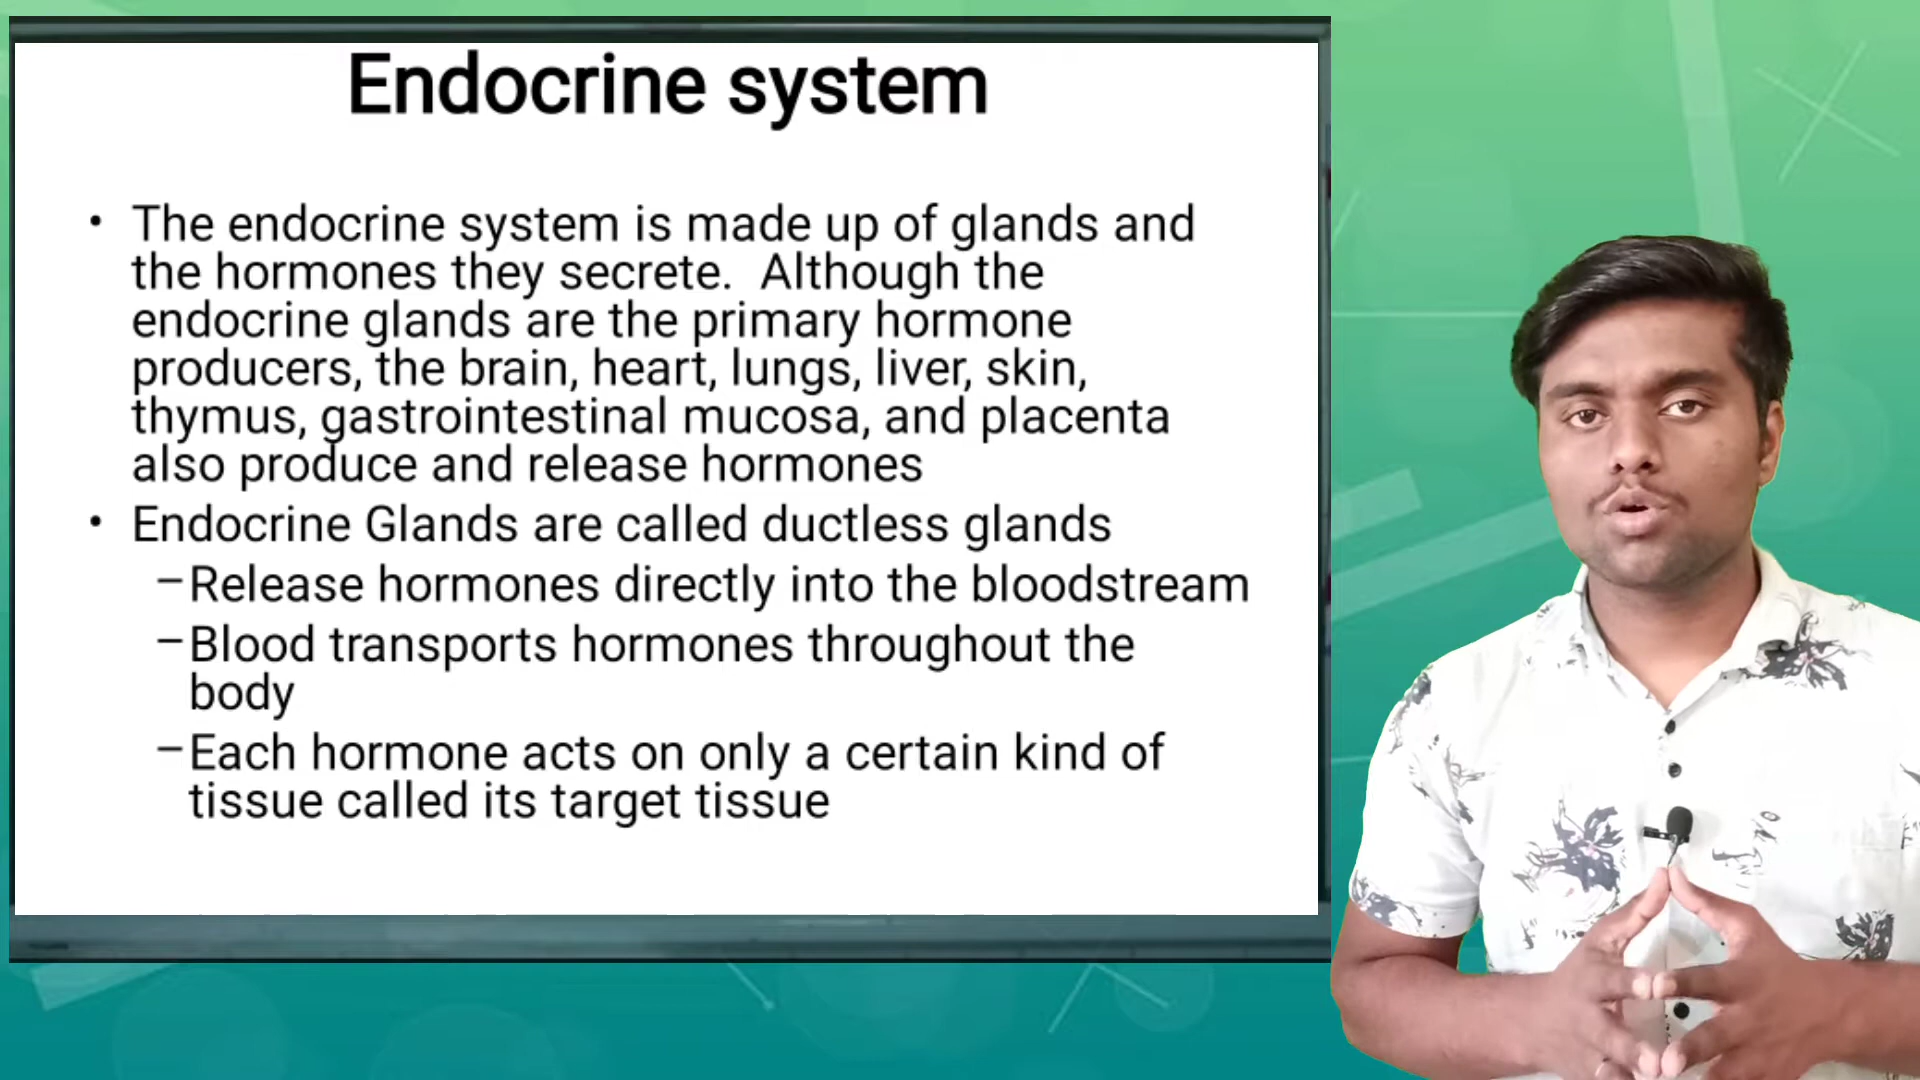 Endocrine system
• The endocrine system is made up of glands and
the hormones they secrete.  Although the
endocrine glands are the primary hormone
producers, the brain, heart, lungs, liver, skin,
thymus, gastrointestinal mucosa, and placenta
also produce and release hormones
• Endocrine Glands are called ductless glands
–Release hormones directly into the bloodstream
–Blood transports hormones throughout the
body
–Each hormone acts on only a certain kind of
tissue called its target tissue